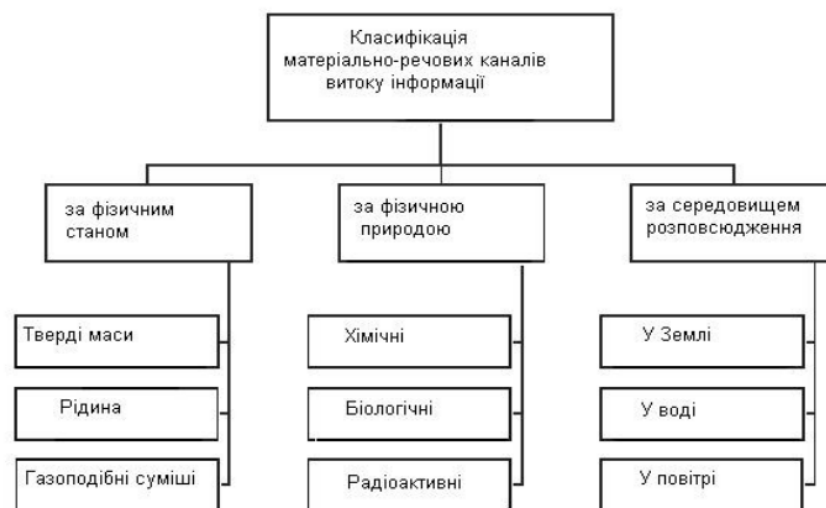 Класифікація
матеріально-речових каналів
витоку інформації
за фізичним
станом
за фізичною
природою
за середовищем
розповсюдження
Тверді маси
Хімічні
У Землі
Рідина
Біологічні
У воді
Газоподібні суміші
Радіоактивні
У повітрі